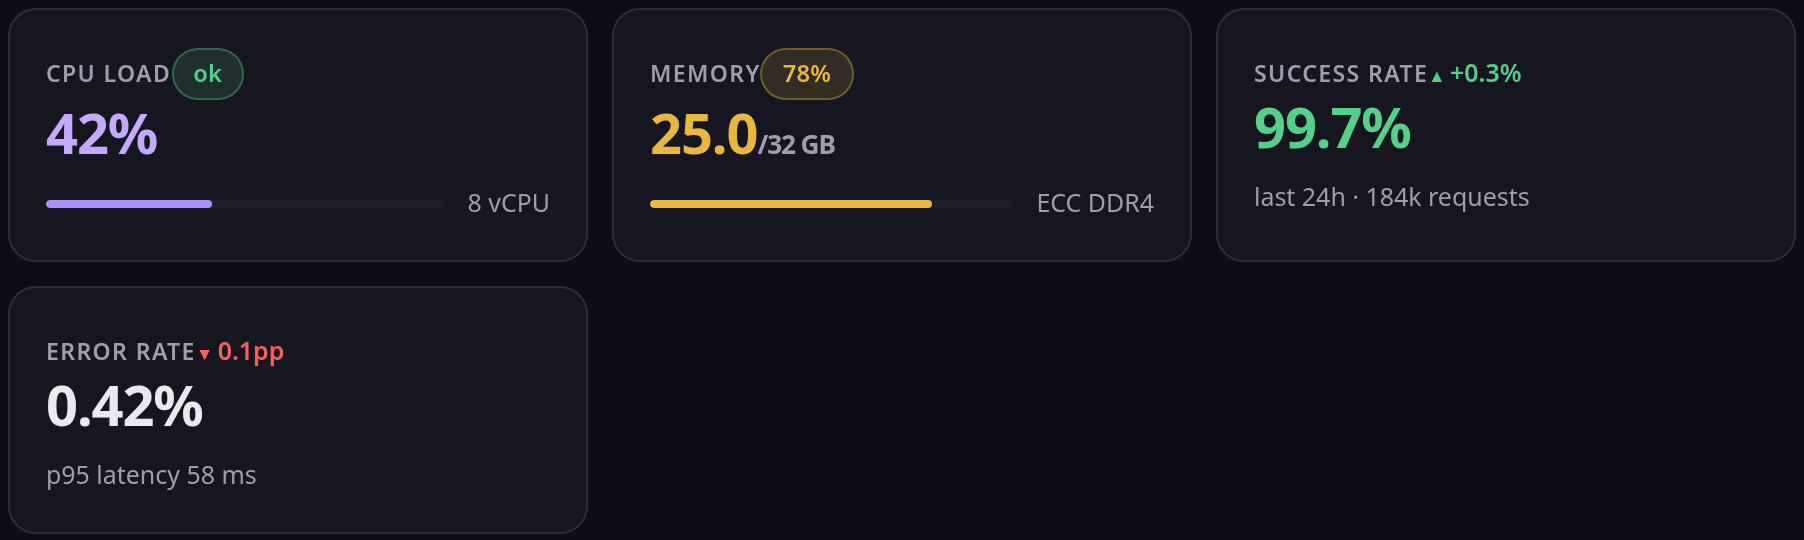 CPU LOAD ok
42%
8 vCPU
MEMORY 78%
25.0/32 GB
ECC DDR4
SUCCESS RATE ▲ +0.3%
99.7%
last 24h · 184k requests
ERROR RATE ▼ 0.1pp
0.42%
p95 latency 58 ms